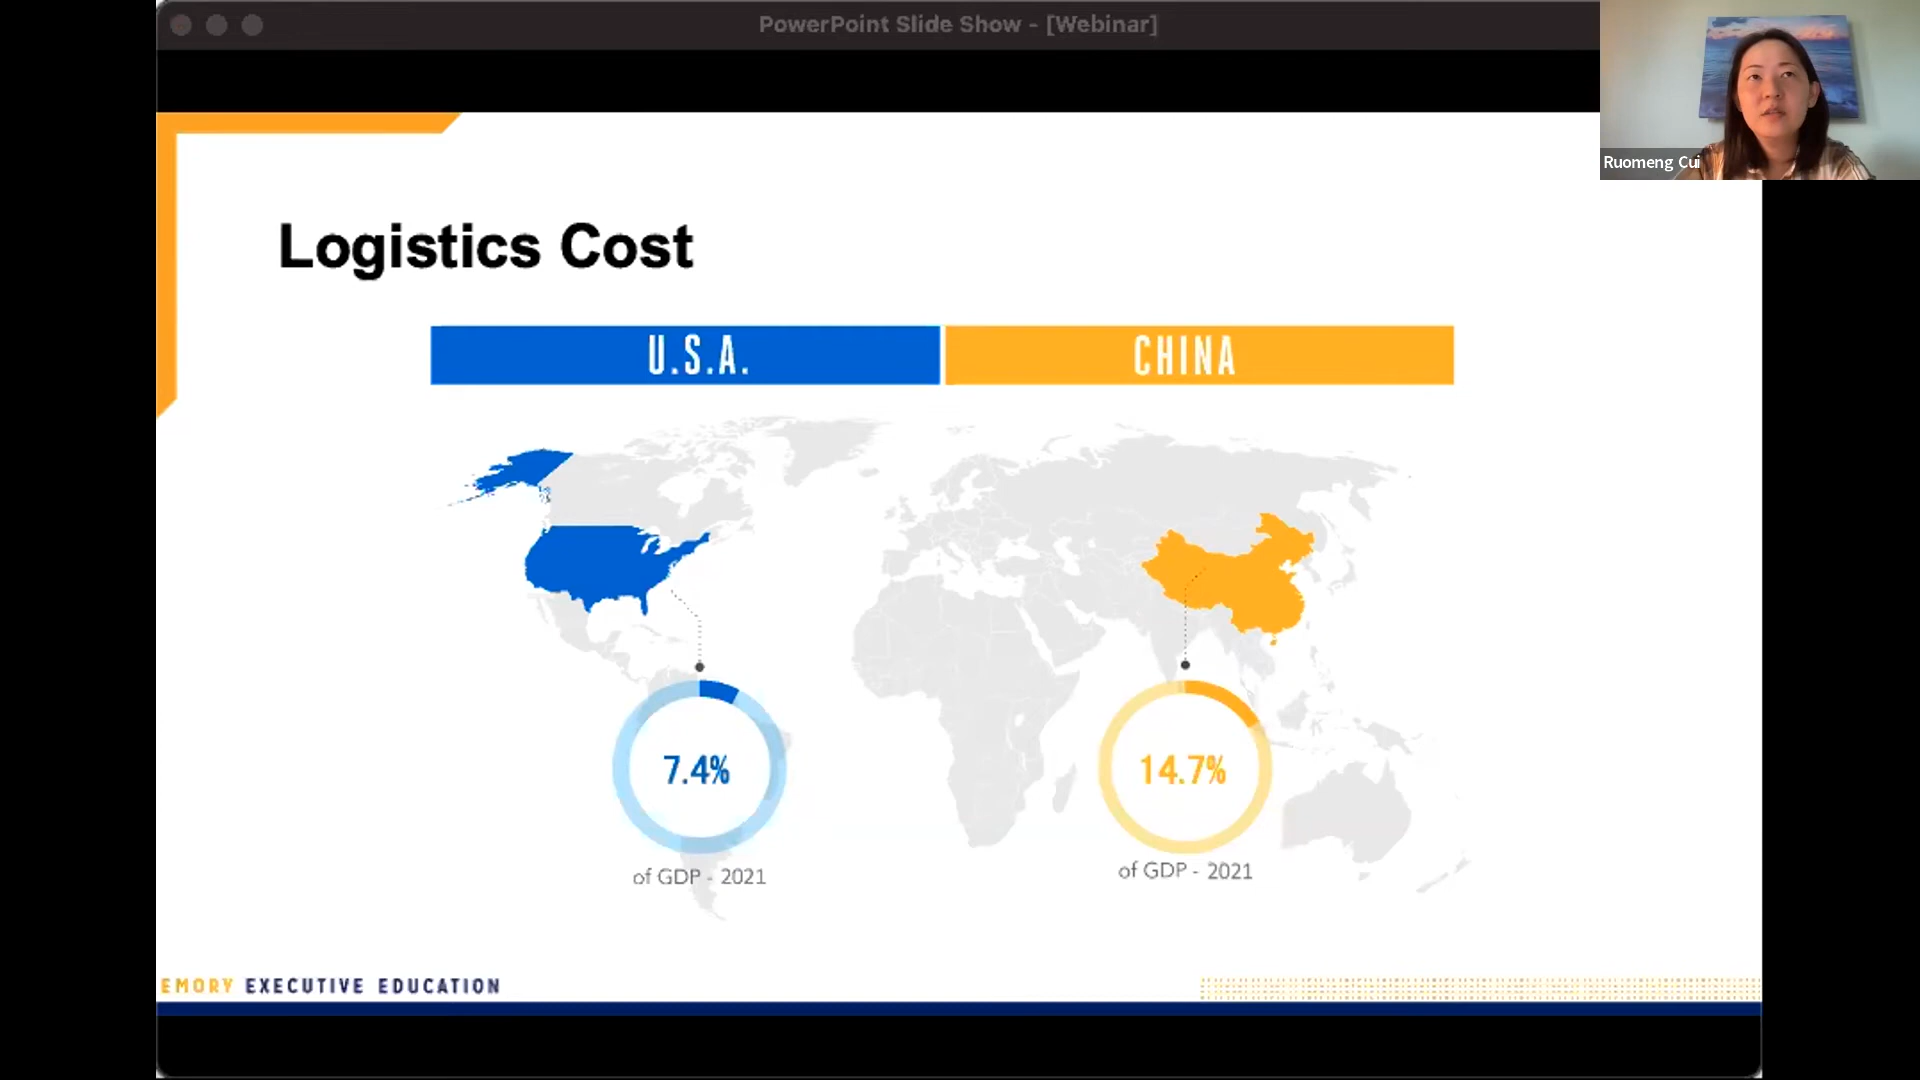 PowerPoint Slide Show - [Webinar]
Ruomeng Cui
Logistics Cost
U.S.A.
CHINA
7.4%
14.7%
of GDP - 2021
of GDP - 2021
EMORY EXECUTIVE EDUCATION